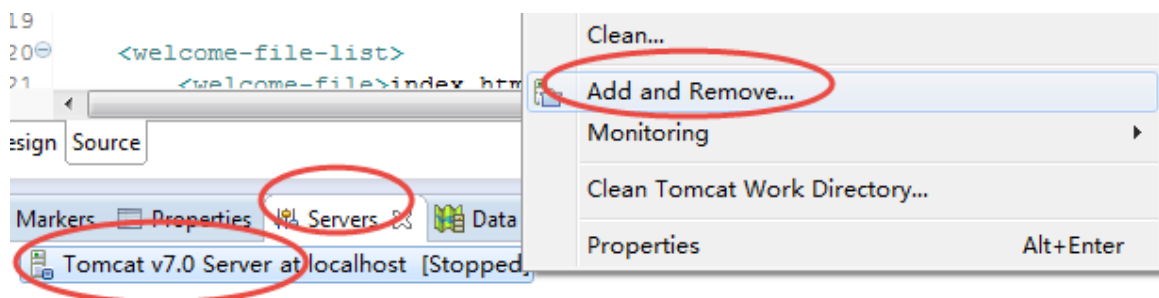 19
20 <welcome-file-list>
21 <welcome-file>index.htm
esign Source
Markers Properties Servers Data
Tomcat v7.0 Server at localhost [Stopped]
Clean...
Add and Remove...
Monitoring
Clean Tomcat Work Directory...
Properties Alt+Enter